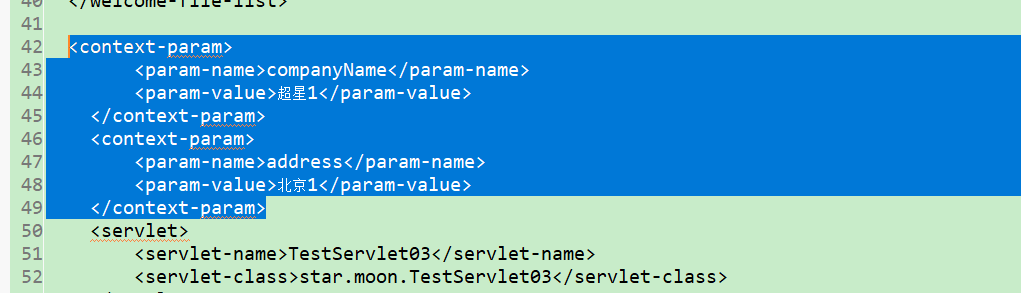 40 </welcome-file-list>
41
42 <context-param>
43 <param-name>companyName</param-name>
44 <param-value>超星1</param-value>
45 </context-param>
46 <context-param>
47 <param-name>address</param-name>
48 <param-value>北京1</param-value>
49 </context-param>
50 <servlet>
51 <servlet-name>TestServlet03</servlet-name>
52 <servlet-class>star.moon.TestServlet03</servlet-class>